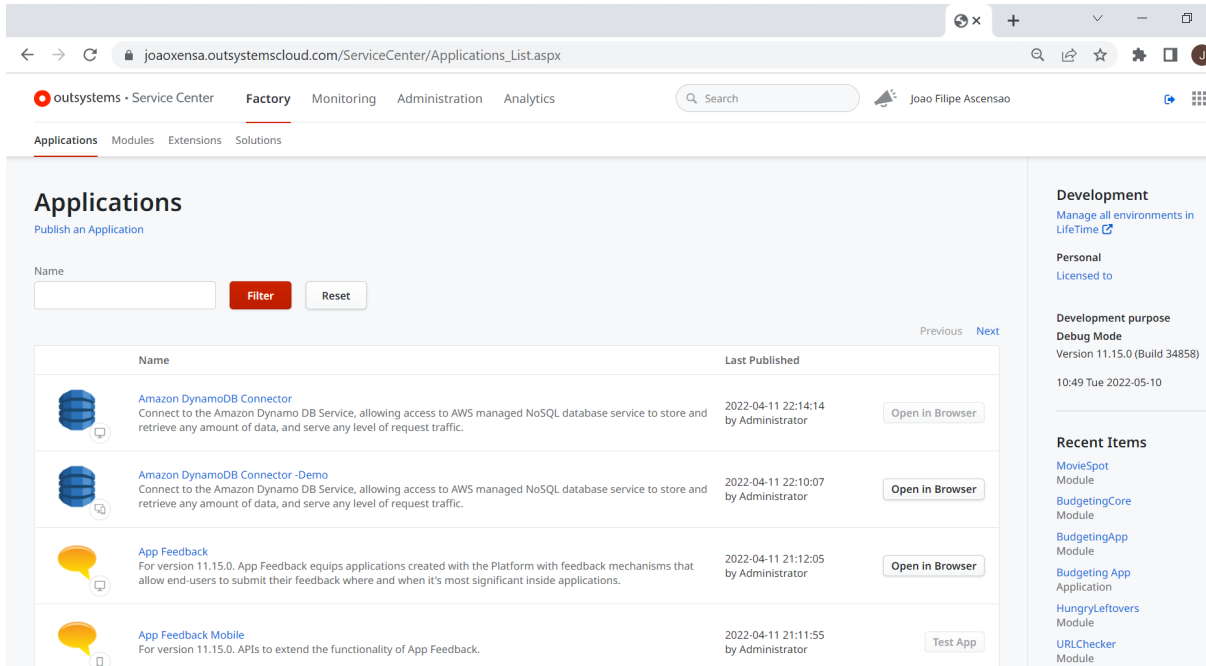 joaoxensa.outsystemscloud.com/ServiceCenter/Applications_List.aspx
J
outsystems • Service Center
Factory
Monitoring
Administration
Analytics
Search
Joao Filipe Ascensao
Applications
Modules
Extensions
Solutions
Applications
Publish an Application
Name
Filter
Reset
Previous
Next
Name
Last Published
Amazon DynamoDB Connector
Connect to the Amazon Dynamo DB Service, allowing access to AWS managed NoSQL database service to store and
retrieve any amount of data, and serve any level of request traffic.
2022-04-11 22:14:14
by Administrator
Open in Browser
Amazon DynamoDB Connector -Demo
Connect to the Amazon Dynamo DB Service, allowing access to AWS managed NoSQL database service to store and
retrieve any amount of data, and serve any level of request traffic.
2022-04-11 22:10:07
by Administrator
Open in Browser
App Feedback
For version 11.15.0. App Feedback equips applications created with the Platform with feedback mechanisms that
allow end-users to submit their feedback where and when it's most significant inside applications.
2022-04-11 21:12:05
by Administrator
Open in Browser
App Feedback Mobile
For version 11.15.0. APIs to extend the functionality of App Feedback.
2022-04-11 21:11:55
by Administrator
Test App
Development
Manage all environments in
LifeTime
Personal
Licensed to
Development purpose
Debug Mode
Version 11.15.0 (Build 34858)
10:49 Tue 2022-05-10
Recent Items
MovieSpot
Module
BudgetingCore
Module
BudgetingApp
Module
Budgeting App
Application
HungryLeftovers
Module
URLChecker
Module